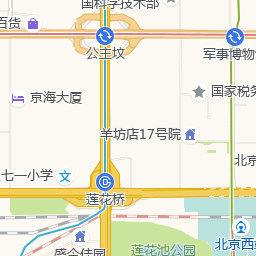 国科学技术部
百货
公主坟
军事博物
国家税务
京海大厦
羊坊店17号院
北京
七一小学
莲花桥
北京西
莲花池公园
盛今佳园